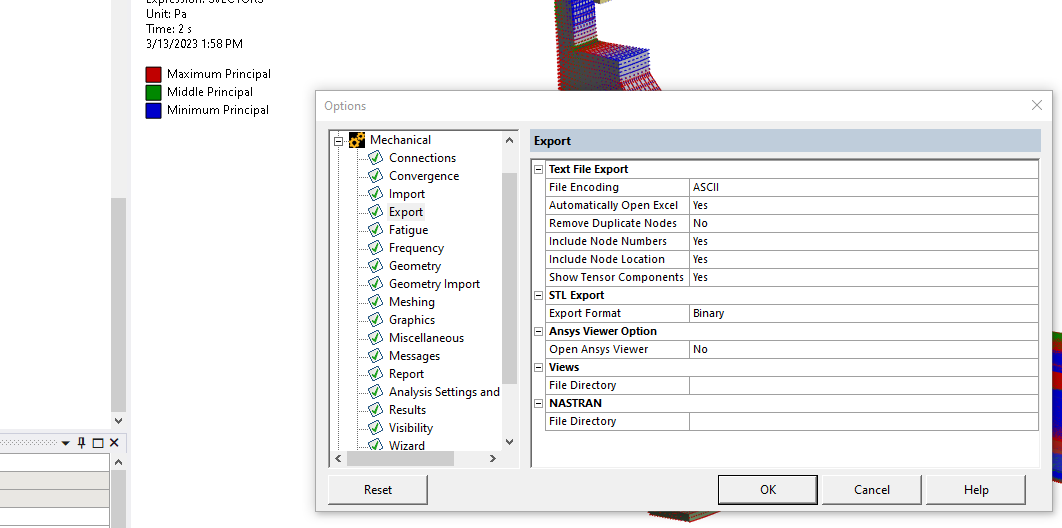 Expression: SVECTORS
Unit: Pa
Time: 2 s
3/13/2023 1:58 PM
Maximum Principal
Middle Principal
Minimum Principal
Options
Mechanical
Connections
Convergence
Import
Export
Fatigue
Frequency
Geometry
Geometry Import
Meshing
Graphics
Miscellaneous
Messages
Report
Analysis Settings and
Results
Visibility
Wizard
Export
Text File Export
File Encoding ASCII
Automatically Open Excel Yes
Remove Duplicate Nodes No
Include Node Numbers Yes
Include Node Location Yes
Show Tensor Components Yes
STL Export
Export Format Binary
Ansys Viewer Option
Open Ansys Viewer No
Views
File Directory
NASTRAN
File Directory
Reset
OK
Cancel
Help